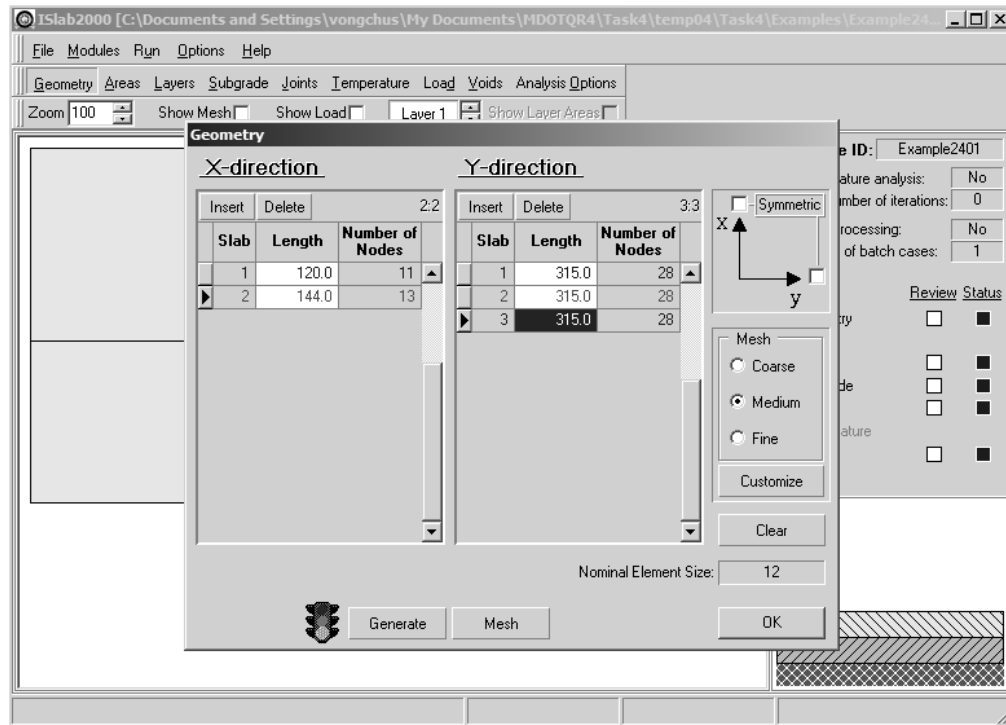 ISlab2000 [C:\Documents and Settings\vongchus\My Documents\MDOTQR4\Task4\temp04\Task4\Examples\Example24...
File Modules Run Options Help
Geometry Areas Layers Subgrade Joints Temperature Load Voids Analysis Options
Zoom 100 Show Mesh Show Load Layer 1 Show Layer Areas
Geometry
X-direction
Insert Delete 2:2
Slab Length Number of Nodes
1 120.0 11
2 144.0 13
Y-direction
Insert Delete 3:3
Slab Length Number of Nodes
1 315.0 28
2 315.0 28
3 315.0 28
Symmetric
X
y
Mesh
Coarse
Medium
Fine
Customize
Clear
Nominal Element Size: 12
Generate Mesh OK
e ID: Example2401
ature analysis: No
mber of iterations: 0
rocessing: No
of batch cases: 1
Review Status
try
de
ature